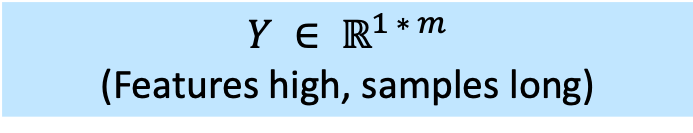 Y ∈ ℝ^{1 * m}
(Features high, samples long)